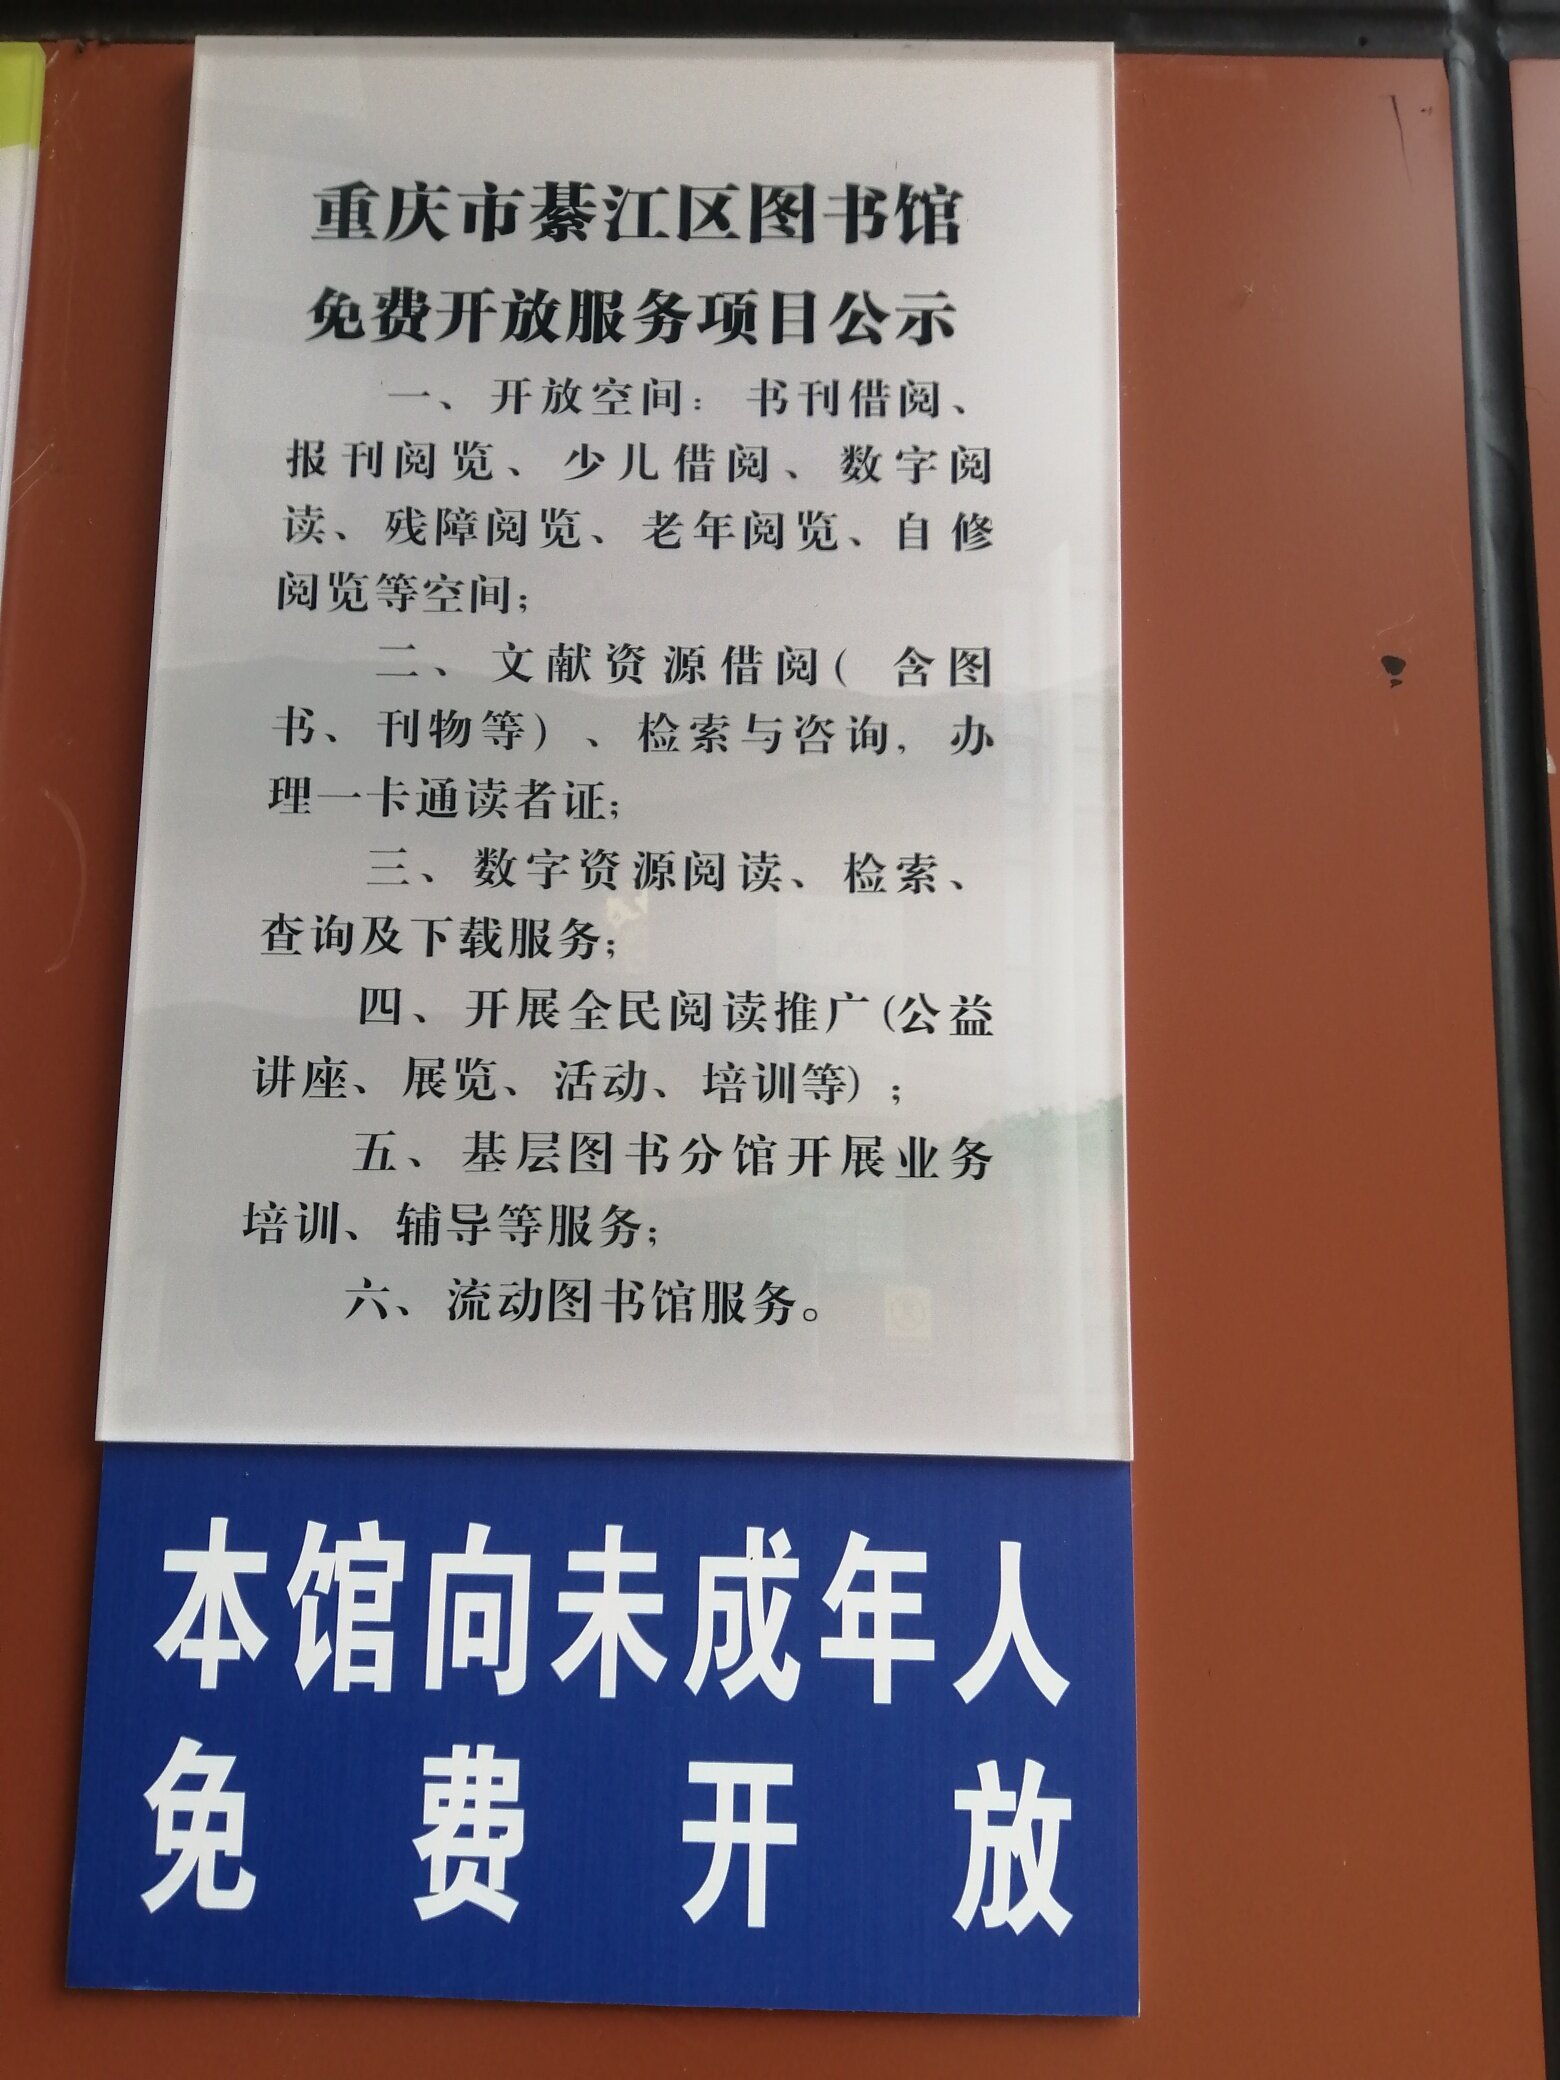 重庆市綦江区图书馆
免费开放服务项目公示
一、开放空间：书刊借阅、
报刊阅览、少儿借阅、数字阅
读、残障阅览、老年阅览、自修
阅览等空间；
二、文献资源借阅（含图
书、刊物等）、检索与咨询，办
理一卡通读者证；
三、数字资源阅读、检索、
查询及下载服务；
四、开展全民阅读推广（公益
讲座、展览、活动、培训等）；
五、基层图书分馆开展业务
培训、辅导等服务；
六、流动图书馆服务。
本馆向未成年人
免费开放